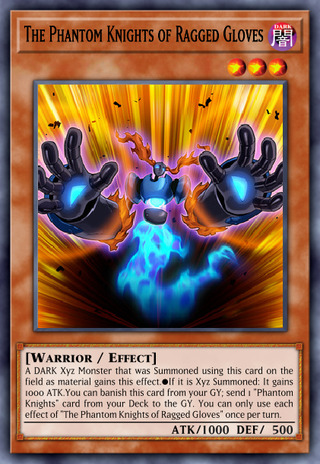 The Phantom Knights of Ragged Gloves
DARK
闇
[Warrior / Effect]
A DARK Xyz Monster that was Summoned using this card on the
field as material gains this effect.●If it is Xyz Summoned: It gains
1000 ATK.You can banish this card from your GY; send 1 "Phantom
Knights" card from your Deck to the GY. You can only use each
effect of "The Phantom Knights of Ragged Gloves" once per turn.
ATK/1000 DEF/ 500